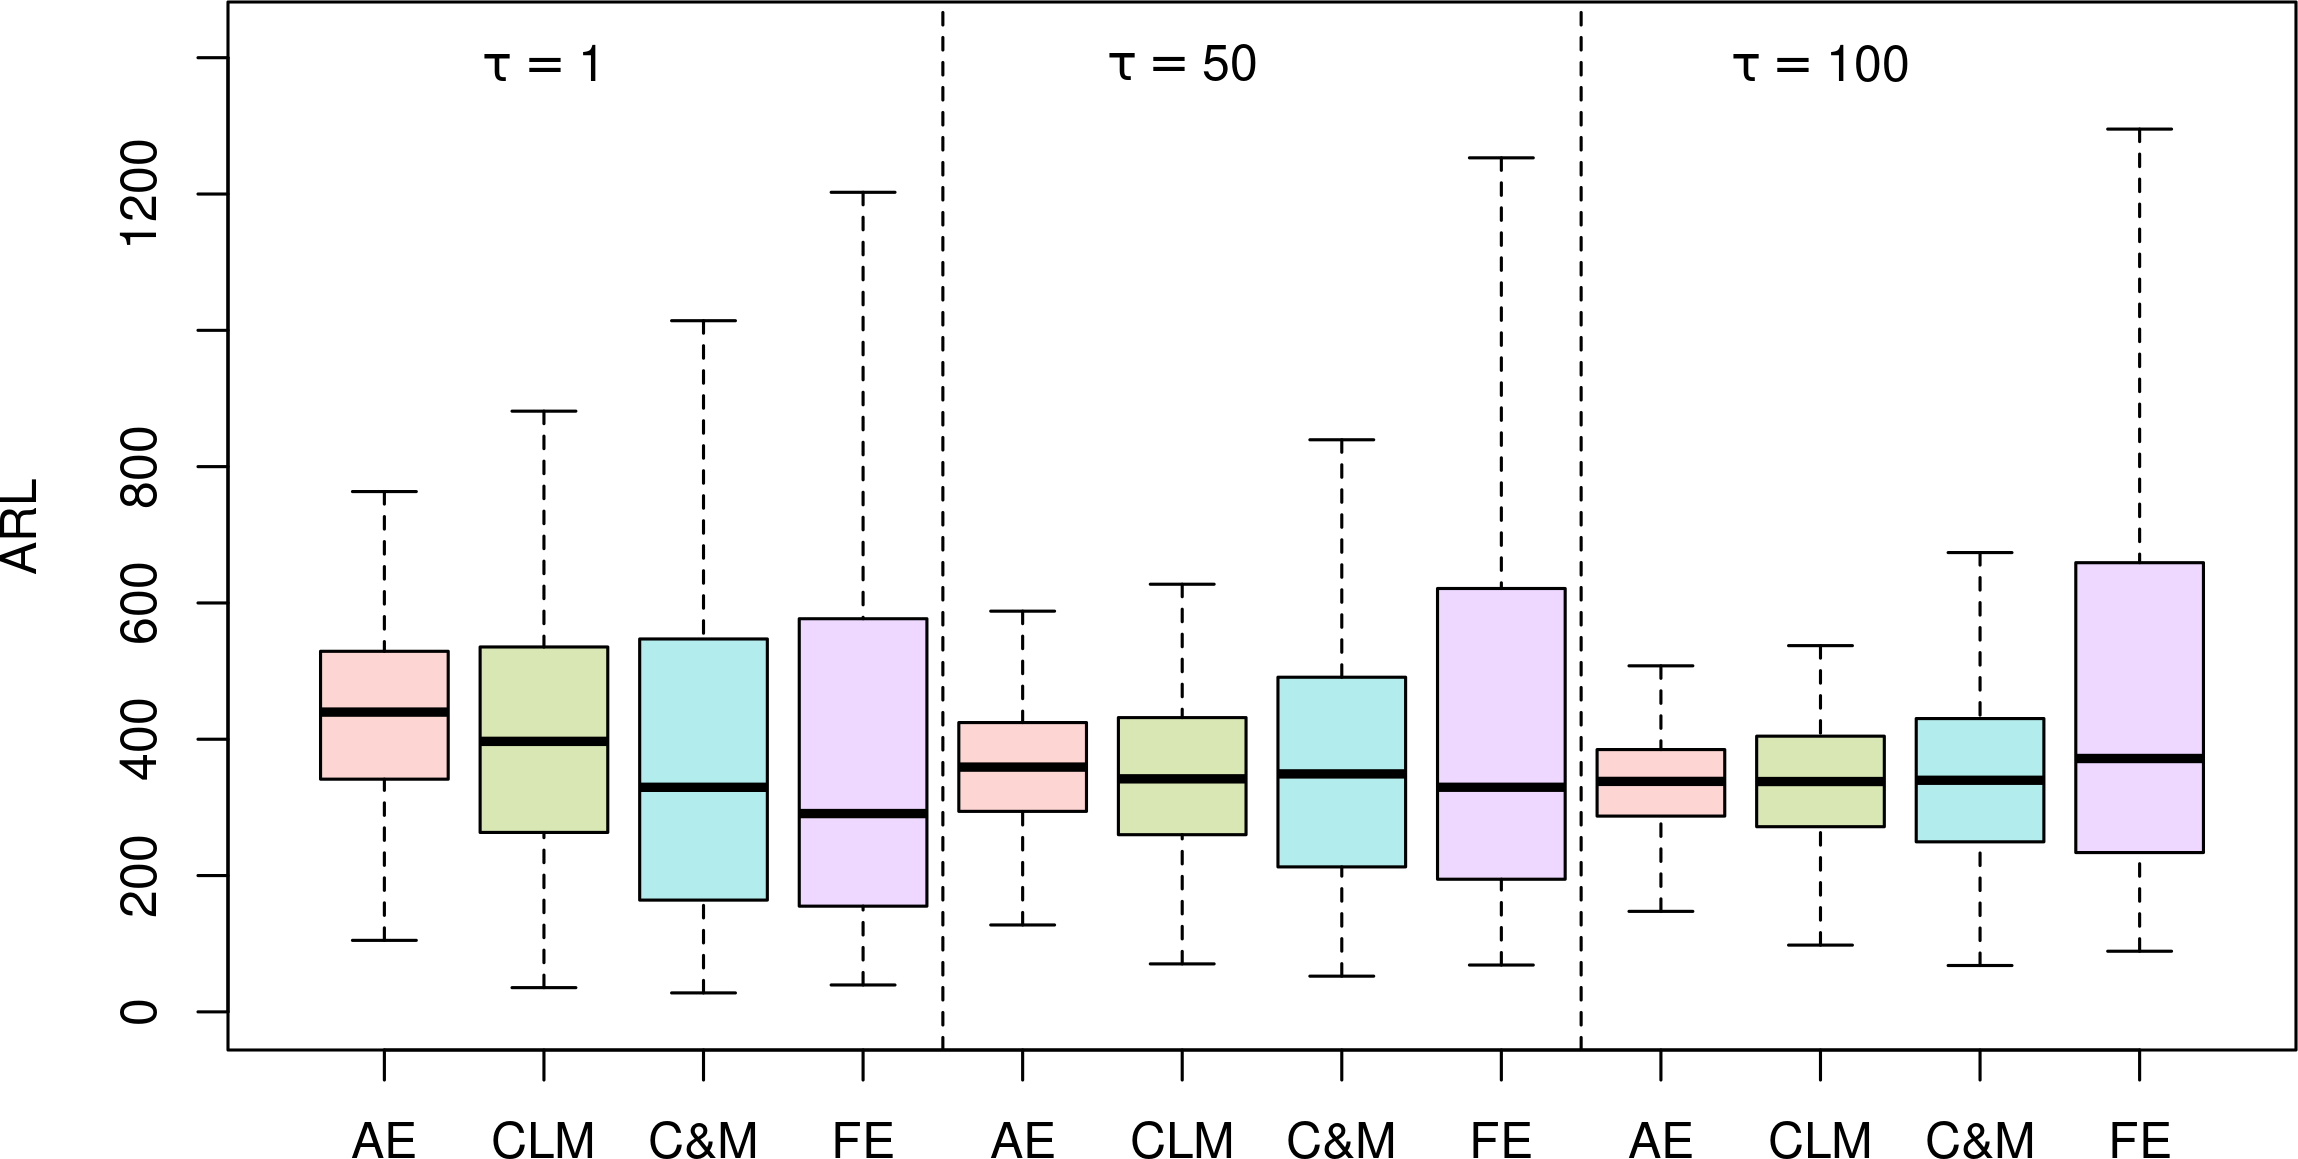 τ = 1
τ = 50
τ = 100
1200
800
600
400
200
0
ARL
AE CLM C&M FE AE CLM C&M FE AE CLM C&M FE